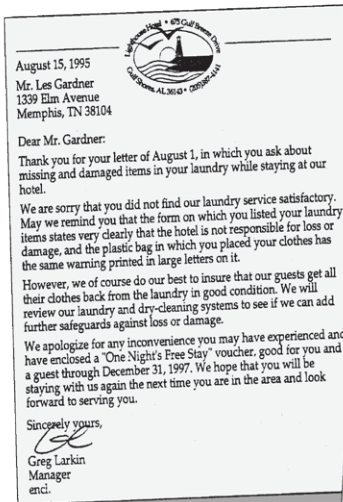 Lighthouse Hotel • 675 Gulf Breeze Drive
Gulf Shores, AL 36143 • (205) 887-4141
August 15, 1995
Mr. Les Gardner
1339 Elm Avenue
Memphis, TN 38104
Dear Mr. Gardner:
Thank you for your letter of August 1, in which you ask about
missing and damaged items in your laundry while staying at our
hotel.
We are sorry that you did not find our laundry service satisfactory.
May we remind you that the form on which you listed your laundry
items states very clearly that the hotel is not responsible for loss or
damage, and the plastic bag in which you placed your clothes has
the same warning printed in large letters on it.
However, we of course do our best to insure that our guests get all
their clothes back from the laundry in good condition. We will
review our laundry and dry-cleaning systems to see if we can add
further safeguards against loss or damage.
We apologize for any inconvenience you may have experienced and
have enclosed a "One Night's Free Stay" voucher, good for you and
a guest through December 31, 1997. We hope that you will be
staying with us again the next time you are in the area and look
forward to serving you.
Sincerely yours,
Greg Larkin
Manager
encl.